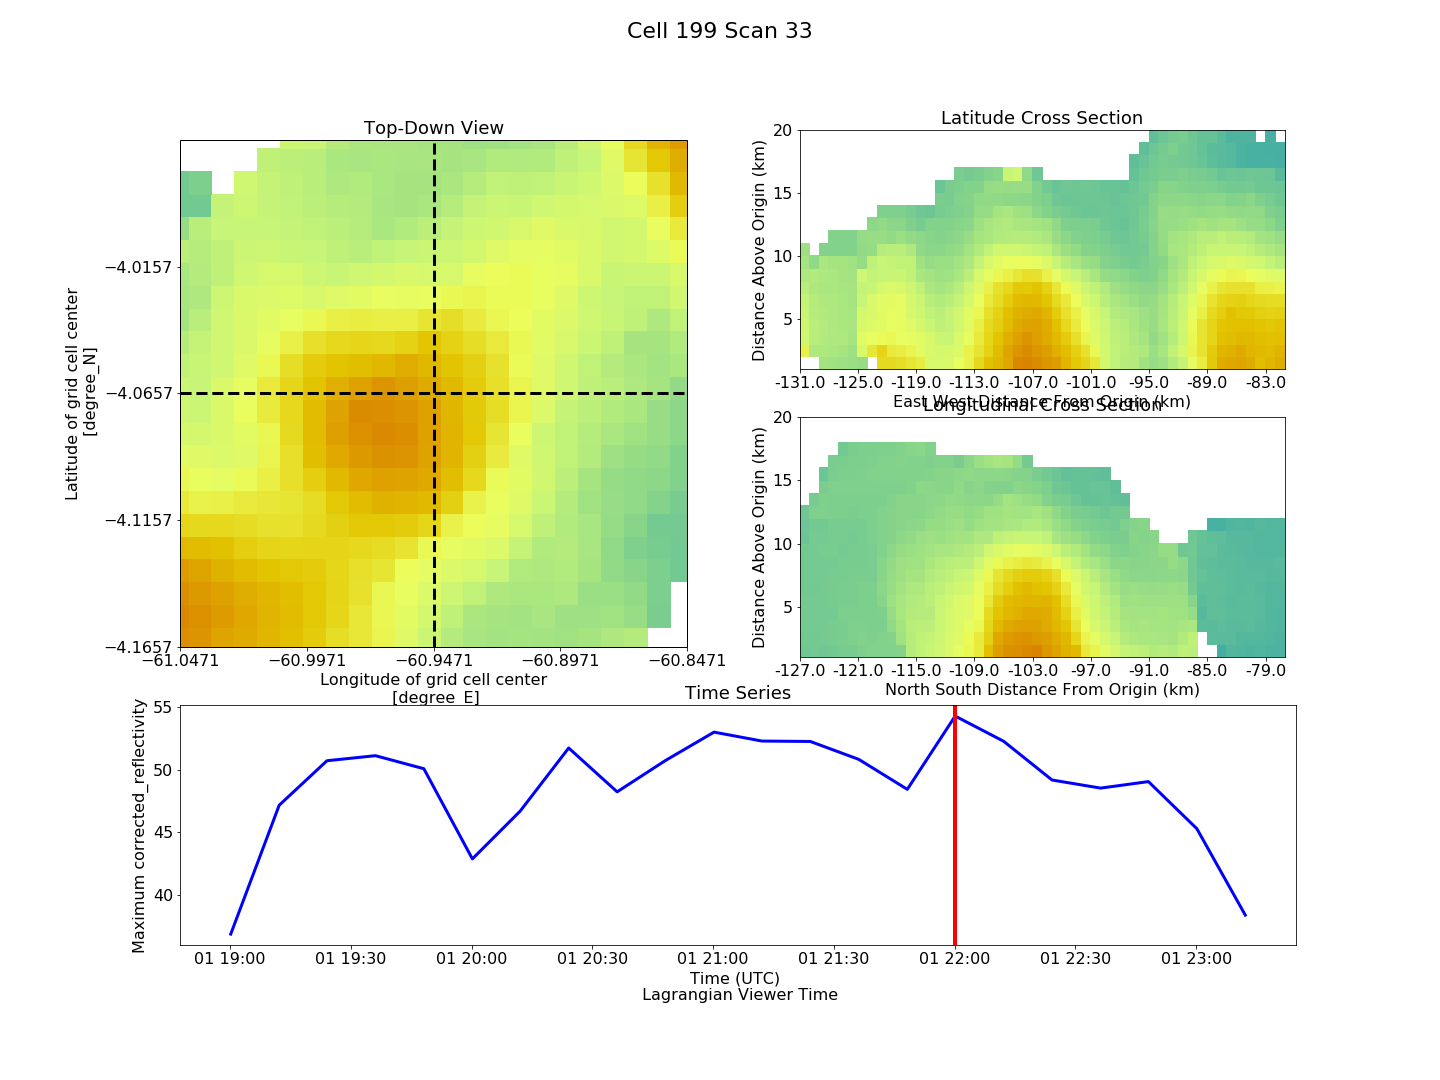 Cell 199 Scan 33
Top-Down View
−4.0157
−4.0657
−4.1157
−4.1657
Latitude of grid cell center
[degree_N]
−61.0471 −60.9971 −60.9471 −60.8971 −60.8471
Longitude of grid cell center
[degree_E]
Latitude Cross Section
20
15
10
5
Distance Above Origin (km)
-131.0 -125.0 -119.0 -113.0 -107.0 -101.0 -95.0 -89.0 -83.0
East West Distance From Origin (km)
Longitudinal Cross Section
20
15
10
5
Distance Above Origin (km)
-127.0 -121.0 -115.0 -109.0 -103.0 -97.0 -91.0 -85.0 -79.0
North South Distance From Origin (km)
Time Series
55
50
45
40
Maximum corrected_reflectivity
01 19:00 01 19:30 01 20:00 01 20:30 01 21:00 01 21:30 01 22:00 01 22:30 01 23:00
Time (UTC)
Lagrangian Viewer Time